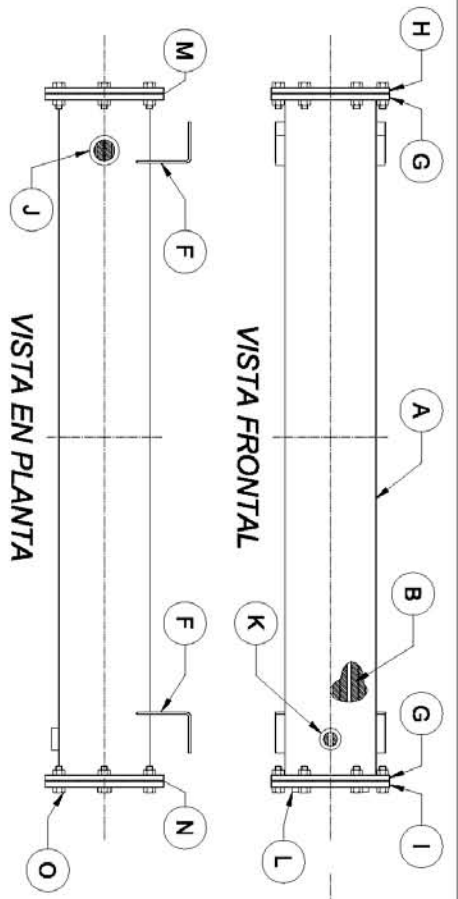 H G A B G I
K L
VISTA FRONTAL
M F F N
J O
VISTA EN PLANTA